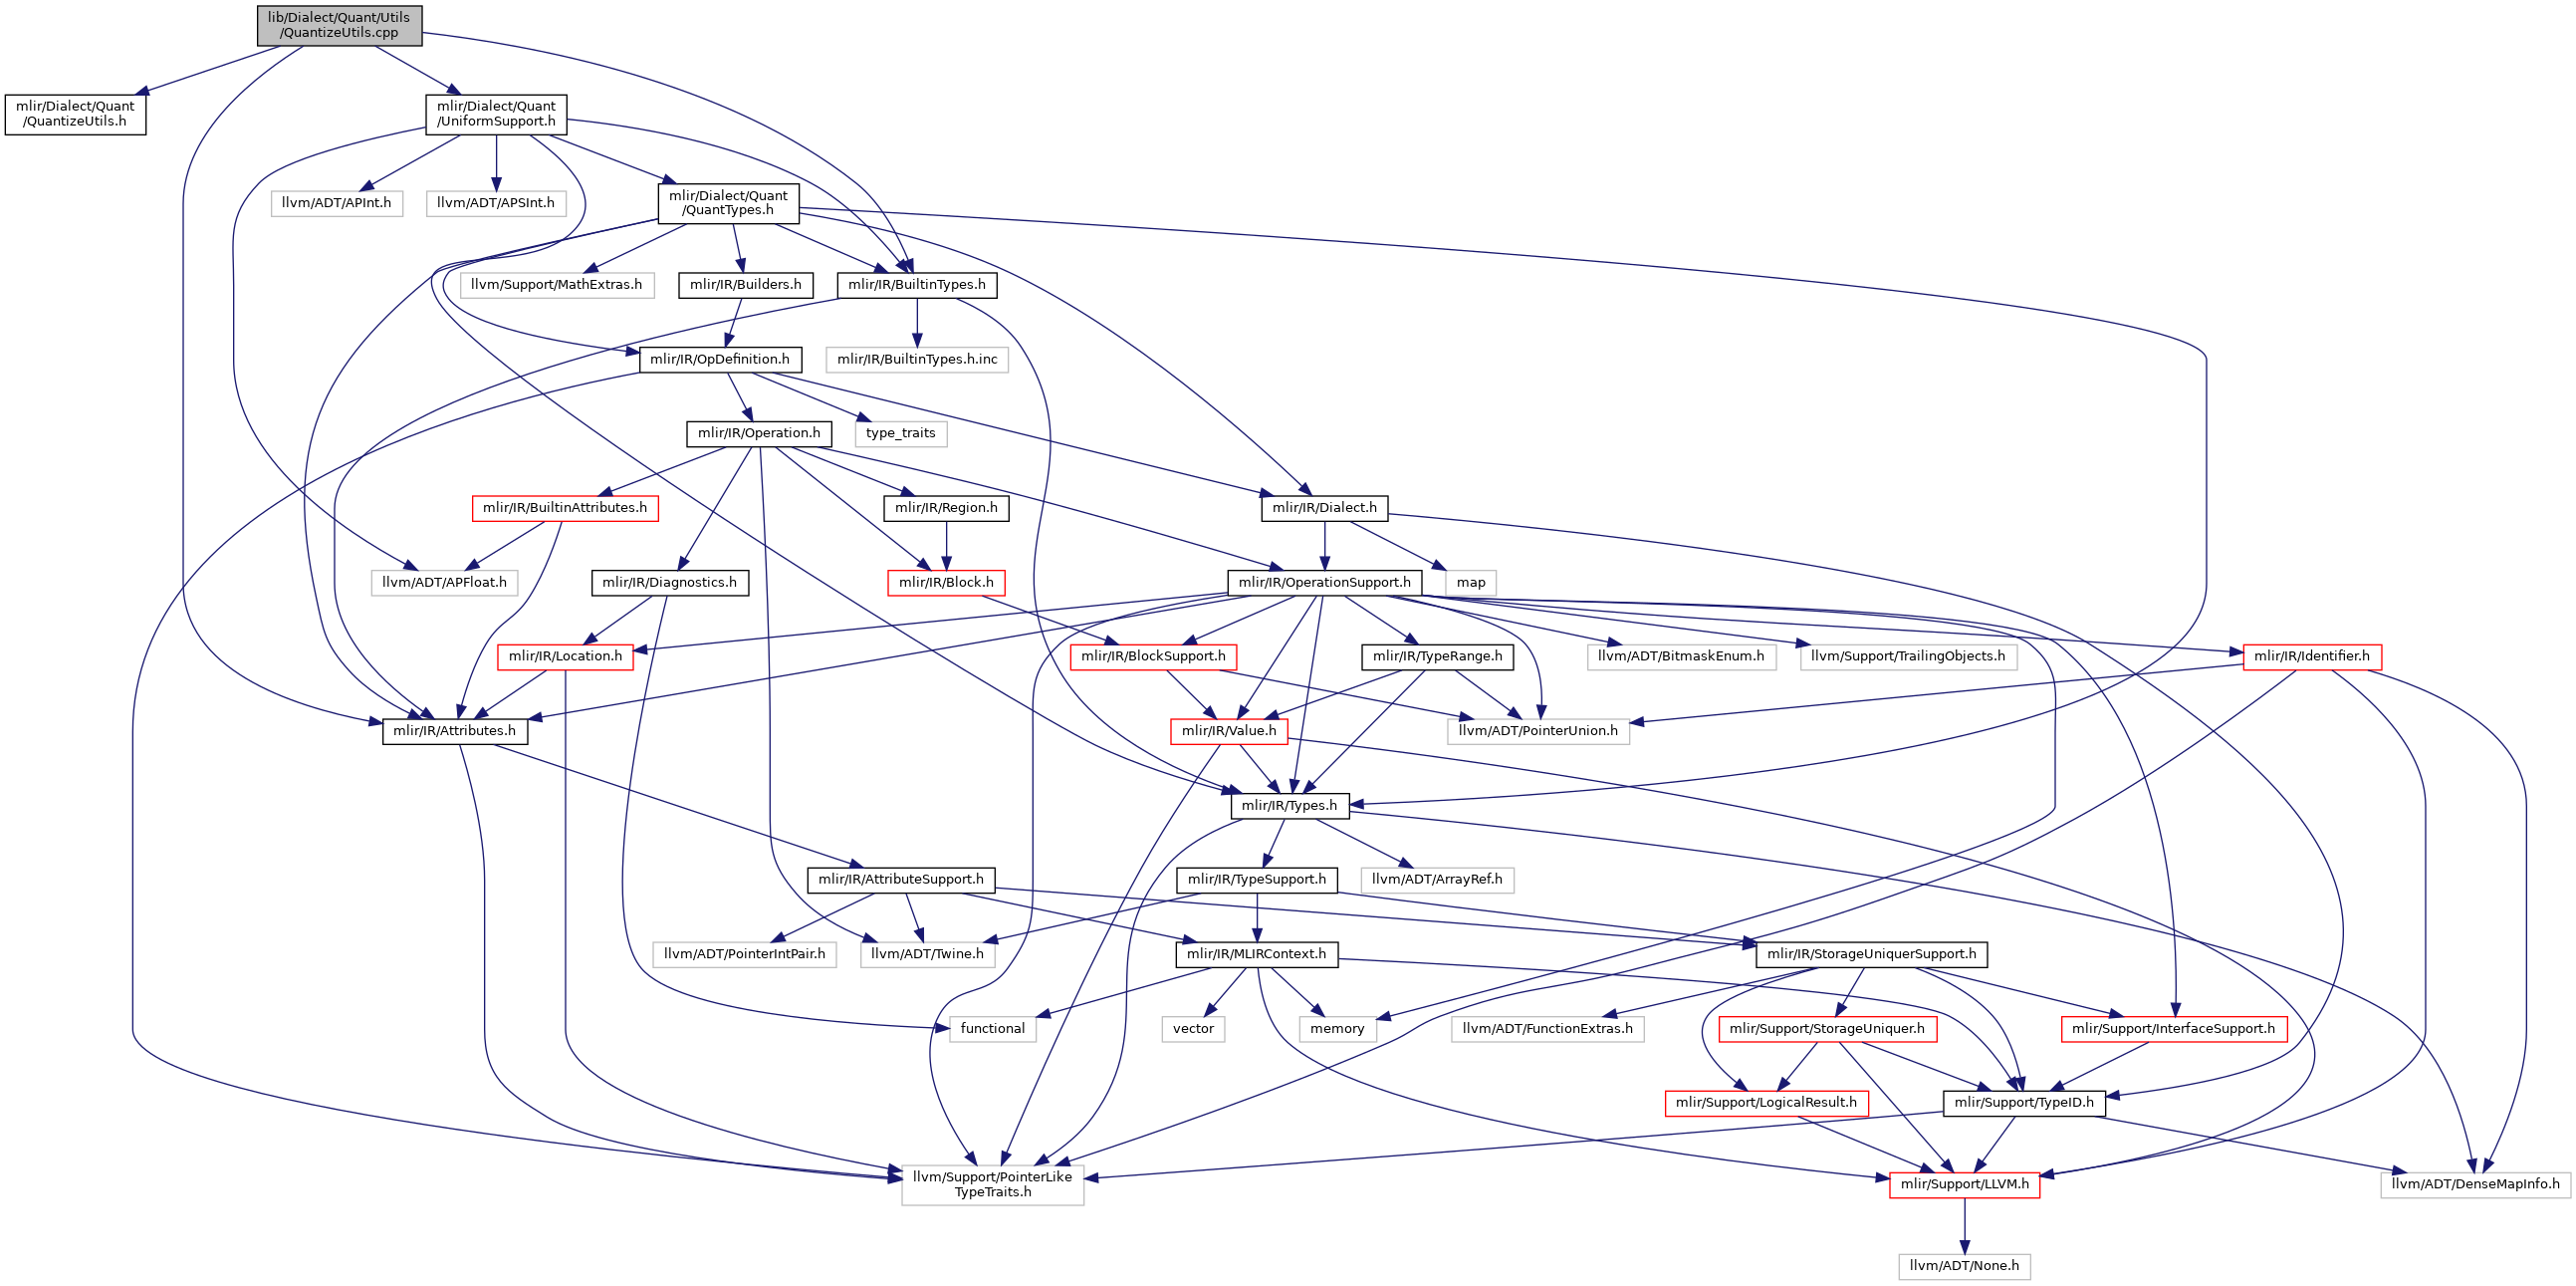 lib/Dialect/Quant/Utils
/QuantizeUtils.cpp
mlir/Dialect/Quant
/QuantizeUtils.h
mlir/Dialect/Quant
/UniformSupport.h
llvm/ADT/APInt.h
llvm/ADT/APSInt.h
mlir/Dialect/Quant
/QuantTypes.h
llvm/Support/MathExtras.h
mlir/IR/Builders.h
mlir/IR/BuiltinTypes.h
mlir/IR/OpDefinition.h
mlir/IR/BuiltinTypes.h.inc
mlir/IR/Operation.h
type_traits
mlir/IR/BuiltinAttributes.h
mlir/IR/Region.h
mlir/IR/Dialect.h
llvm/ADT/APFloat.h
mlir/IR/Diagnostics.h
mlir/IR/Block.h
mlir/IR/OperationSupport.h
map
mlir/IR/Location.h
mlir/IR/BlockSupport.h
mlir/IR/TypeRange.h
llvm/ADT/BitmaskEnum.h
llvm/Support/TrailingObjects.h
mlir/IR/Identifier.h
mlir/IR/Attributes.h
mlir/IR/Value.h
llvm/ADT/PointerUnion.h
mlir/IR/Types.h
mlir/IR/AttributeSupport.h
mlir/IR/TypeSupport.h
llvm/ADT/ArrayRef.h
llvm/ADT/PointerIntPair.h
llvm/ADT/Twine.h
mlir/IR/MLIRContext.h
mlir/IR/StorageUniquerSupport.h
functional
vector
memory
llvm/ADT/FunctionExtras.h
mlir/Support/StorageUniquer.h
mlir/Support/InterfaceSupport.h
mlir/Support/LogicalResult.h
mlir/Support/TypeID.h
llvm/Support/PointerLike
TypeTraits.h
mlir/Support/LLVM.h
llvm/ADT/DenseMapInfo.h
llvm/ADT/None.h